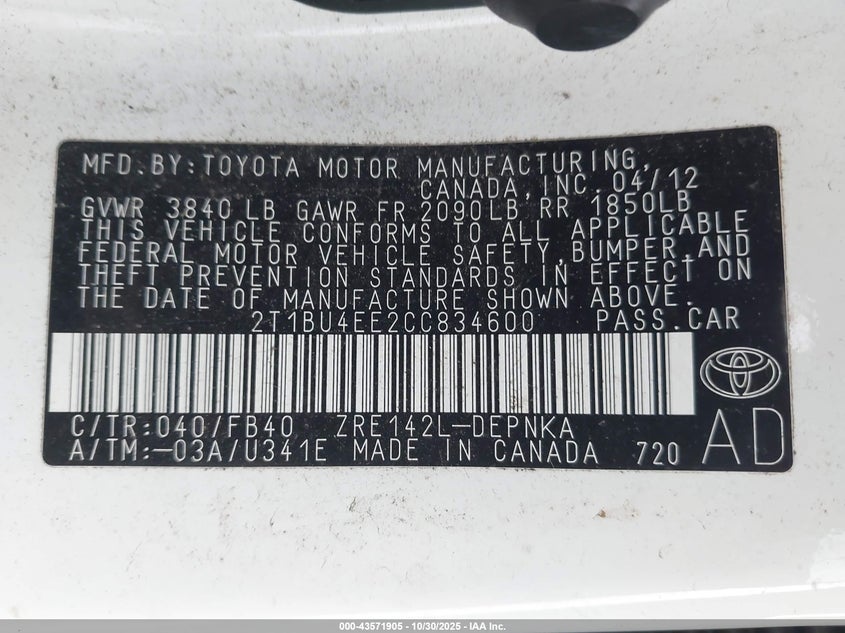 MFD.BY:TOYOTA MOTOR MANUFACTURING,
CANADA,INC. 04/12
GVWR 3840LB GAWR FR 2090LB RR 1850LB
THIS VEHICLE CONFORMS TO ALL APPLICABLE
FEDERAL MOTOR VEHICLE SAFETY,BUMPER,AND
THEFT PREVENTION STANDARDS IN EFFECT ON
THE DATE OF MANUFACTURE SHOWN ABOVE.
2T1BU4EE2CC834600 PASS.CAR
C/TR:040/FB40 ZRE142L-DEPNKA
A/TM:-03A/U341E MADE IN CANADA 720
AD
000-43571905 - 10/30/2025 - IAA Inc.